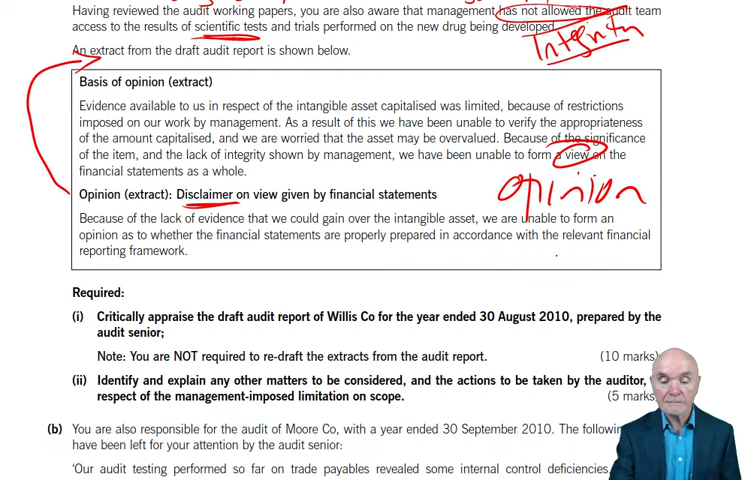 Having reviewed the audit working papers, you are also aware that management has not allowed the audit team
access to the results of scientific tests and trials performed on the new drug being developed.
Integrity
An extract from the draft audit report is shown below.
Basis of opinion (extract)
Evidence available to us in respect of the intangible asset capitalised was limited, because of restrictions
imposed on our work by management. As a result of this we have been unable to verify the appropriateness
of the amount capitalised, and we are worried that the asset may be overvalued. Because of the significance
of the item, and the lack of integrity shown by management, we have been unable to form a view on the
financial statements as a whole.
opinion
Opinion (extract): Disclaimer on view given by financial statements
Because of the lack of evidence that we could gain over the intangible asset, we are unable to form an
opinion as to whether the financial statements are properly prepared in accordance with the relevant financial
reporting framework.
Required:
(i) Critically appraise the draft audit report of Willis Co for the year ended 30 August 2010, prepared by the
audit senior;
Note: You are NOT required to re-draft the extracts from the audit report. (10 marks)
(ii) Identify and explain any other matters to be considered, and the actions to be taken by the auditor,
respect of the management-imposed limitation on scope. (5 marks
(b) You are also responsible for the audit of Moore Co, with a year ended 30 September 2010. The following
have been left for your attention by the audit senior:
'Our audit testing performed so far on trade payables revealed some internal control deficiencies.